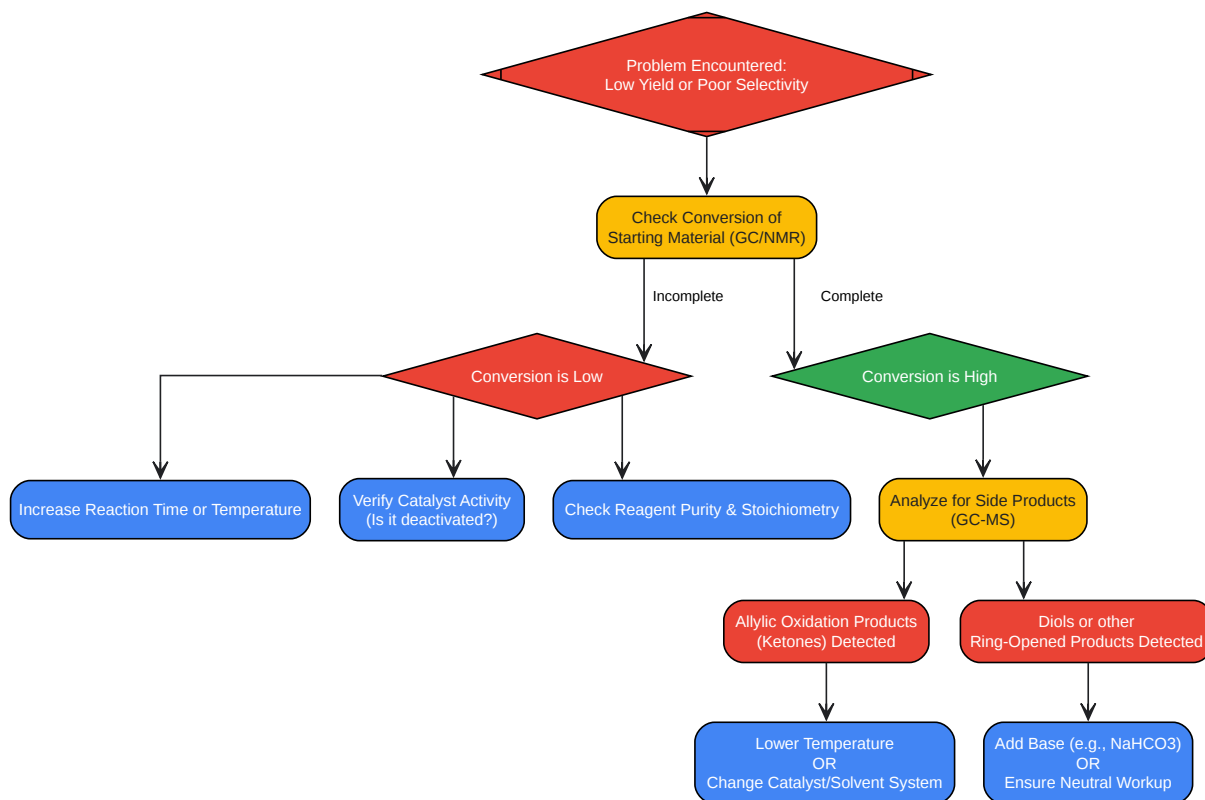 Problem Encountered:
Low Yield or Poor Selectivity
Check Conversion of
Starting Material (GC/NMR)
Incomplete
Complete
Conversion is Low
Conversion is High
Increase Reaction Time or Temperature
Verify Catalyst Activity
(Is it deactivated?)
Check Reagent Purity & Stoichiometry
Analyze for Side Products
(GC-MS)
Allylic Oxidation Products
(Ketones) Detected
Diols or other
Ring-Opened Products Detected
Lower Temperature
OR
Change Catalyst/Solvent System
Add Base (e.g., NaHCO3)
OR
Ensure Neutral Workup